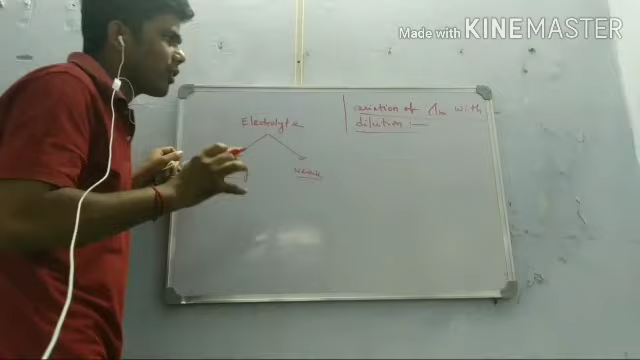 Made with KINEMASTER
variation of Λm with
dilution —
Electrolyte
weak